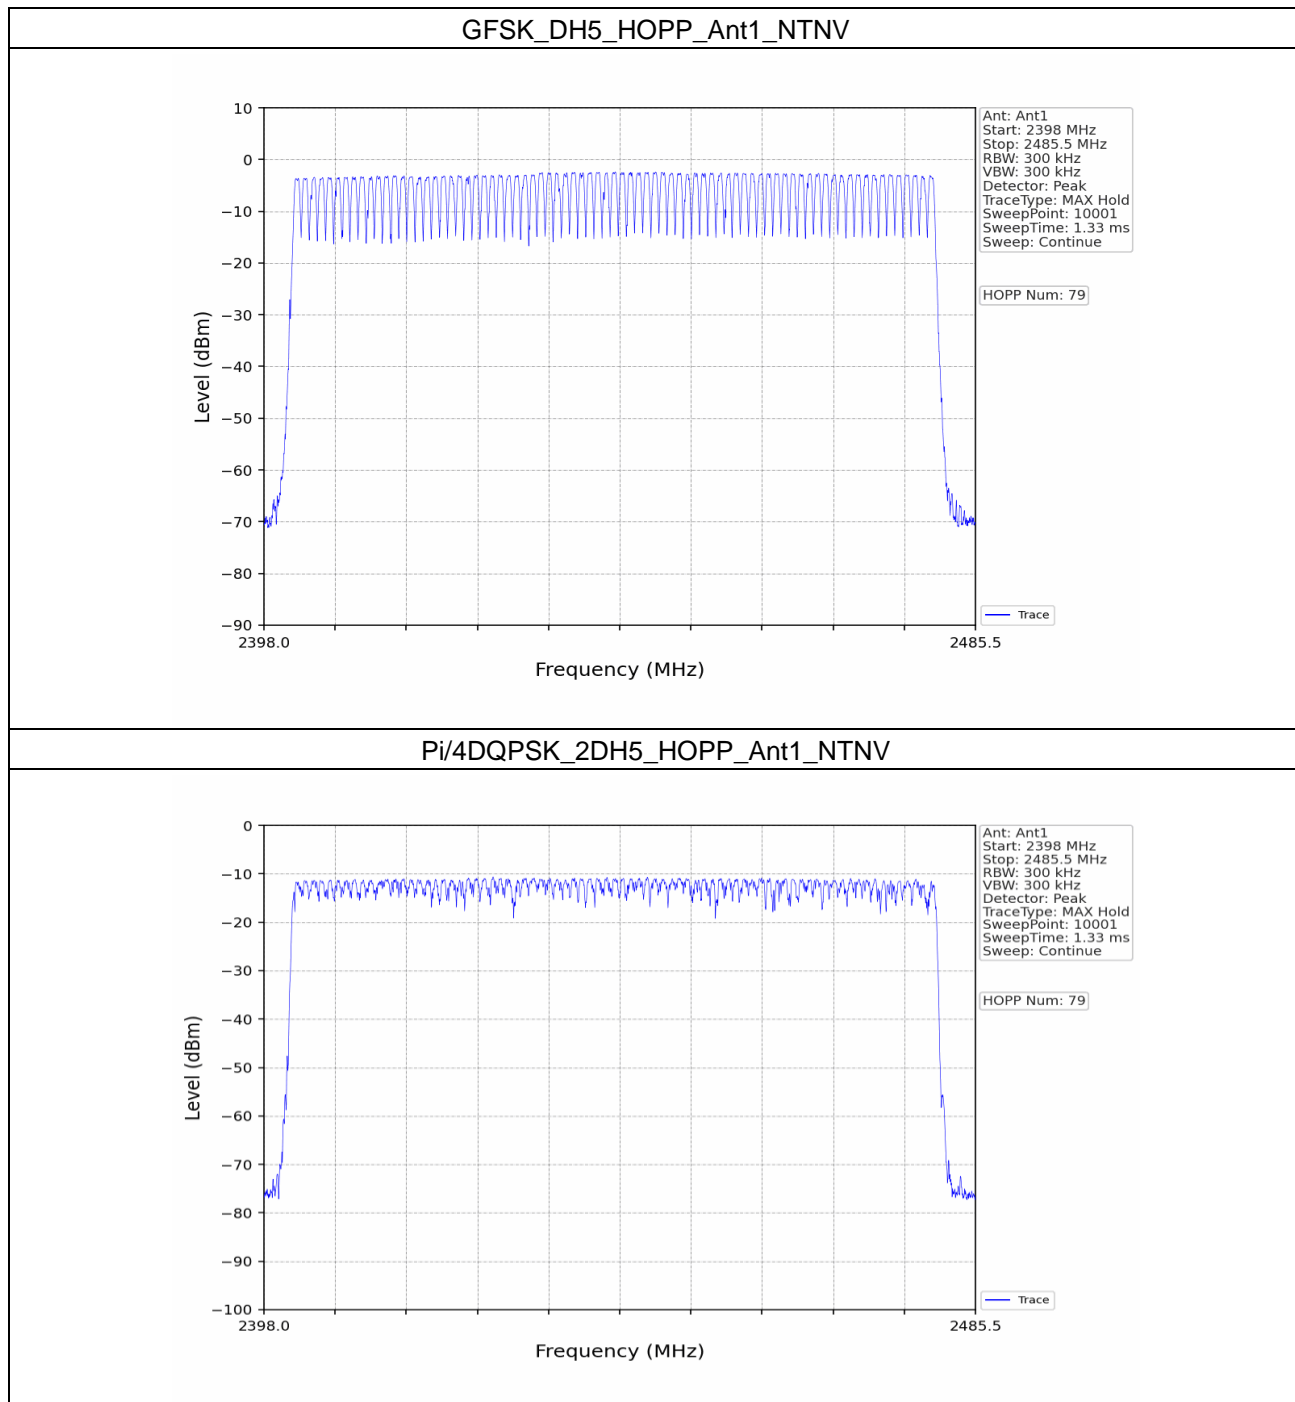 GFSK_DH5_HOPP_Ant1_NTNV
10
0
−10
−20
−30
−40
−50
−60
−70
−80
−90
Level (dBm)
2398.0
2485.5
Frequency (MHz)
Ant: Ant1
Start: 2398 MHz
Stop: 2485.5 MHz
RBW: 300 kHz
VBW: 300 kHz
Detector: Peak
TraceType: MAX Hold
SweepPoint: 10001
SweepTime: 1.33 ms
Sweep: Continue
HOPP Num: 79
Trace
Pi/4DQPSK_2DH5_HOPP_Ant1_NTNV
0
−10
−20
−30
−40
−50
−60
−70
−80
−90
−100
Level (dBm)
2398.0
2485.5
Frequency (MHz)
Ant: Ant1
Start: 2398 MHz
Stop: 2485.5 MHz
RBW: 300 kHz
VBW: 300 kHz
Detector: Peak
TraceType: MAX Hold
SweepPoint: 10001
SweepTime: 1.33 ms
Sweep: Continue
HOPP Num: 79
Trace